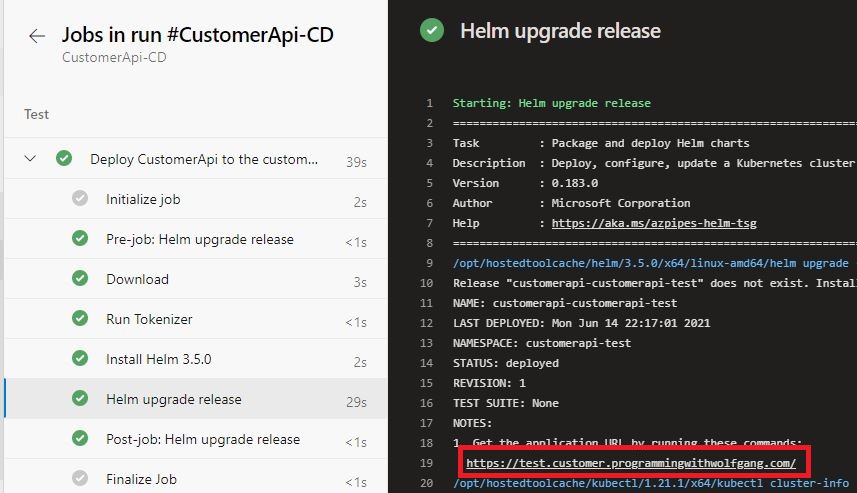 Jobs in run #CustomerApi-CD
CustomerApi-CD
Test
Deploy CustomerApi to the custom... 39s
Initialize job 2s
Pre-job: Helm upgrade release <1s
Download 3s
Run Tokenizer <1s
Install Helm 3.5.0 2s
Helm upgrade release 29s
Post-job: Helm upgrade release <1s
Finalize Job <1s
Helm upgrade release
1 Starting: Helm upgrade release
2 ==============================================================================
3 Task : Package and deploy Helm charts
4 Description : Deploy, configure, update a Kubernetes cluster
5 Version : 0.183.0
6 Author : Microsoft Corporation
7 Help : https://aka.ms/azpipes-helm-tsg
8 ==============================================================================
9 /opt/hostedtoolcache/helm/3.5.0/x64/linux-amd64/helm upgrade
10 Release "customerapi-customerapi-test" does not exist. Instal
11 NAME: customerapi-customerapi-test
12 LAST DEPLOYED: Mon Jun 14 22:17:01 2021
13 NAMESPACE: customerapi-test
14 STATUS: deployed
15 REVISION: 1
16 TEST SUITE: None
17 NOTES:
18 1. Get the application URL by running these commands:
19 https://test.customer.programmingwithwolfgang.com/
20 /opt/hostedtoolcache/kubectl/1.21.1/x64/kubectl cluster-info